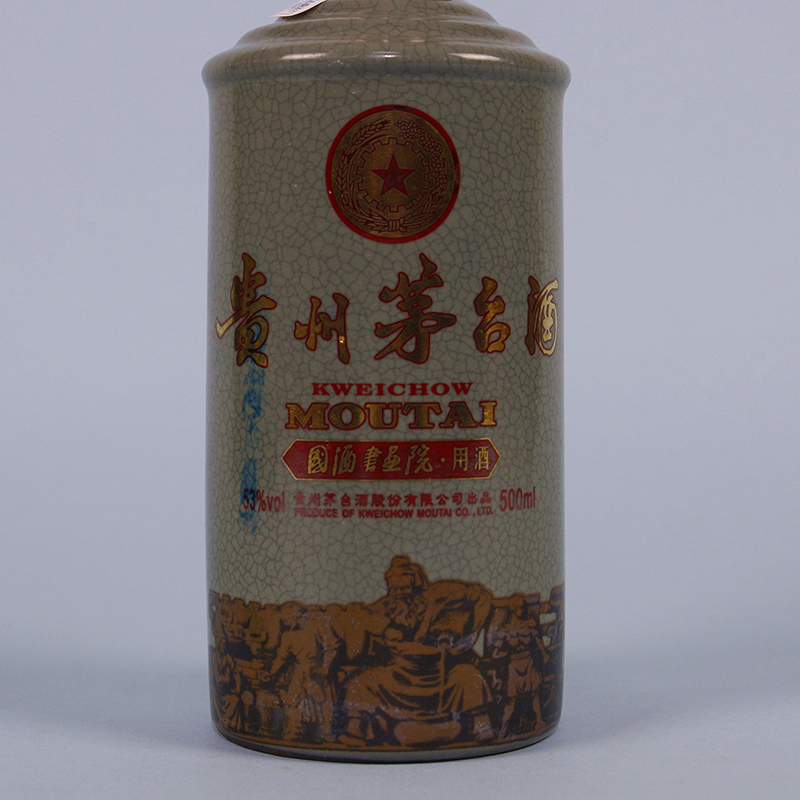 貴州茅台酒
KWEICHOW
MOUTAI
國酒書畫院·用酒
53%vol 贵州茅台酒股份有限公司出品 500ml
PRODUCE OF KWEICHOW MOUTAI CO., LTD.